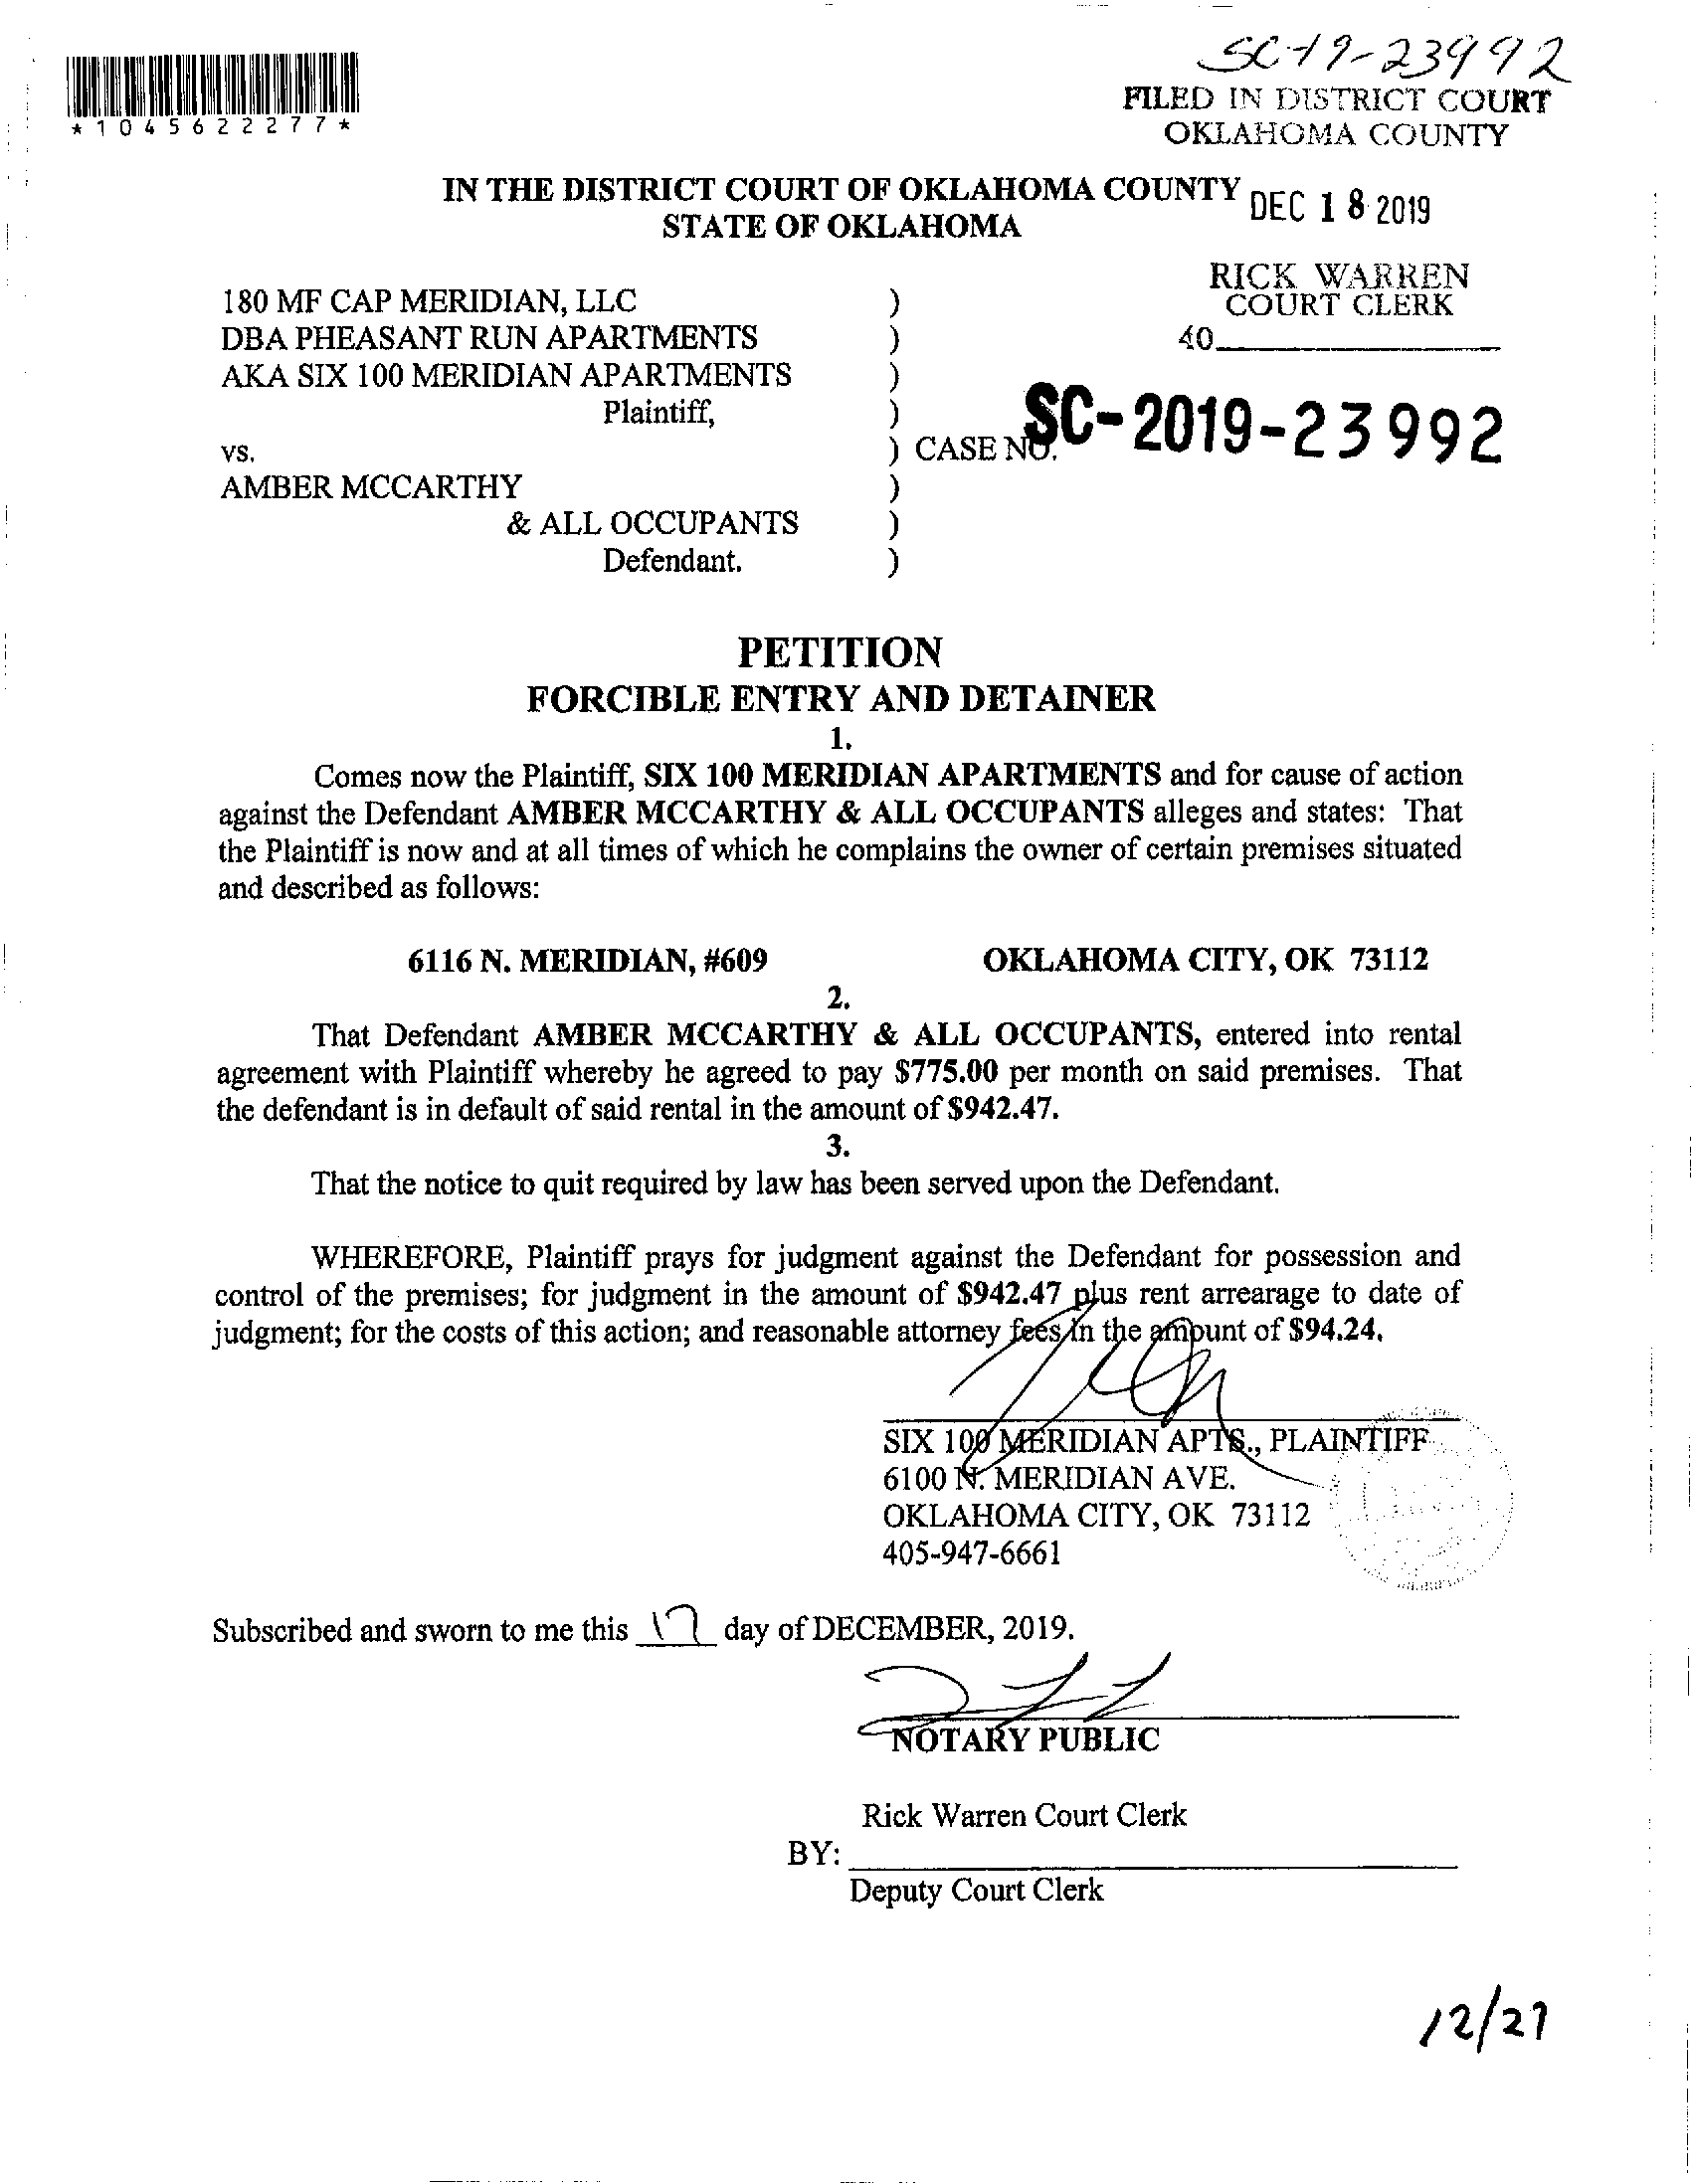 SC-19-23992
*1045622277*
FILED IN DISTRICT COURT
OKLAHOMA COUNTY
IN THE DISTRICT COURT OF OKLAHOMA COUNTY
STATE OF OKLAHOMA
DEC 18 2019
RICK WARREN
COURT CLERK
40
180 MF CAP MERIDIAN, LLC )
DBA PHEASANT RUN APARTMENTS )
AKA SIX 100 MERIDIAN APARTMENTS )
Plaintiff, )
vs. ) CASE NO. SC-2019-23992
AMBER MCCARTHY )
& ALL OCCUPANTS )
Defendant. )
PETITION
FORCIBLE ENTRY AND DETAINER
1.
Comes now the Plaintiff, SIX 100 MERIDIAN APARTMENTS and for cause of action
against the Defendant AMBER MCCARTHY & ALL OCCUPANTS alleges and states: That
the Plaintiff is now and at all times of which he complains the owner of certain premises situated
and described as follows:
6116 N. MERIDIAN, #609 OKLAHOMA CITY, OK 73112
2.
That Defendant AMBER MCCARTHY & ALL OCCUPANTS, entered into rental
agreement with Plaintiff whereby he agreed to pay $775.00 per month on said premises. That
the defendant is in default of said rental in the amount of $942.47.
3.
That the notice to quit required by law has been served upon the Defendant.
WHEREFORE, Plaintiff prays for judgment against the Defendant for possession and
control of the premises; for judgment in the amount of $942.47 plus rent arrearage to date of
judgment; for the costs of this action; and reasonable attorney fees in the amount of $94.24.
SIX 100 MERIDIAN APTS., PLAINTIFF
6100 N. MERIDIAN AVE.
OKLAHOMA CITY, OK 73112
405-947-6661
Subscribed and sworn to me this 17 day of DECEMBER, 2019.
NOTARY PUBLIC
Rick Warren Court Clerk
BY:
Deputy Court Clerk
12/27